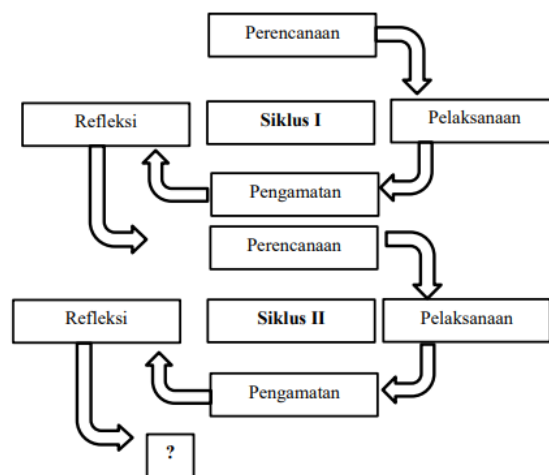 Perencanaan
Refleksi
Siklus I
Pelaksanaan
Pengamatan
Perencanaan
Refleksi
Siklus II
Pelaksanaan
Pengamatan
?